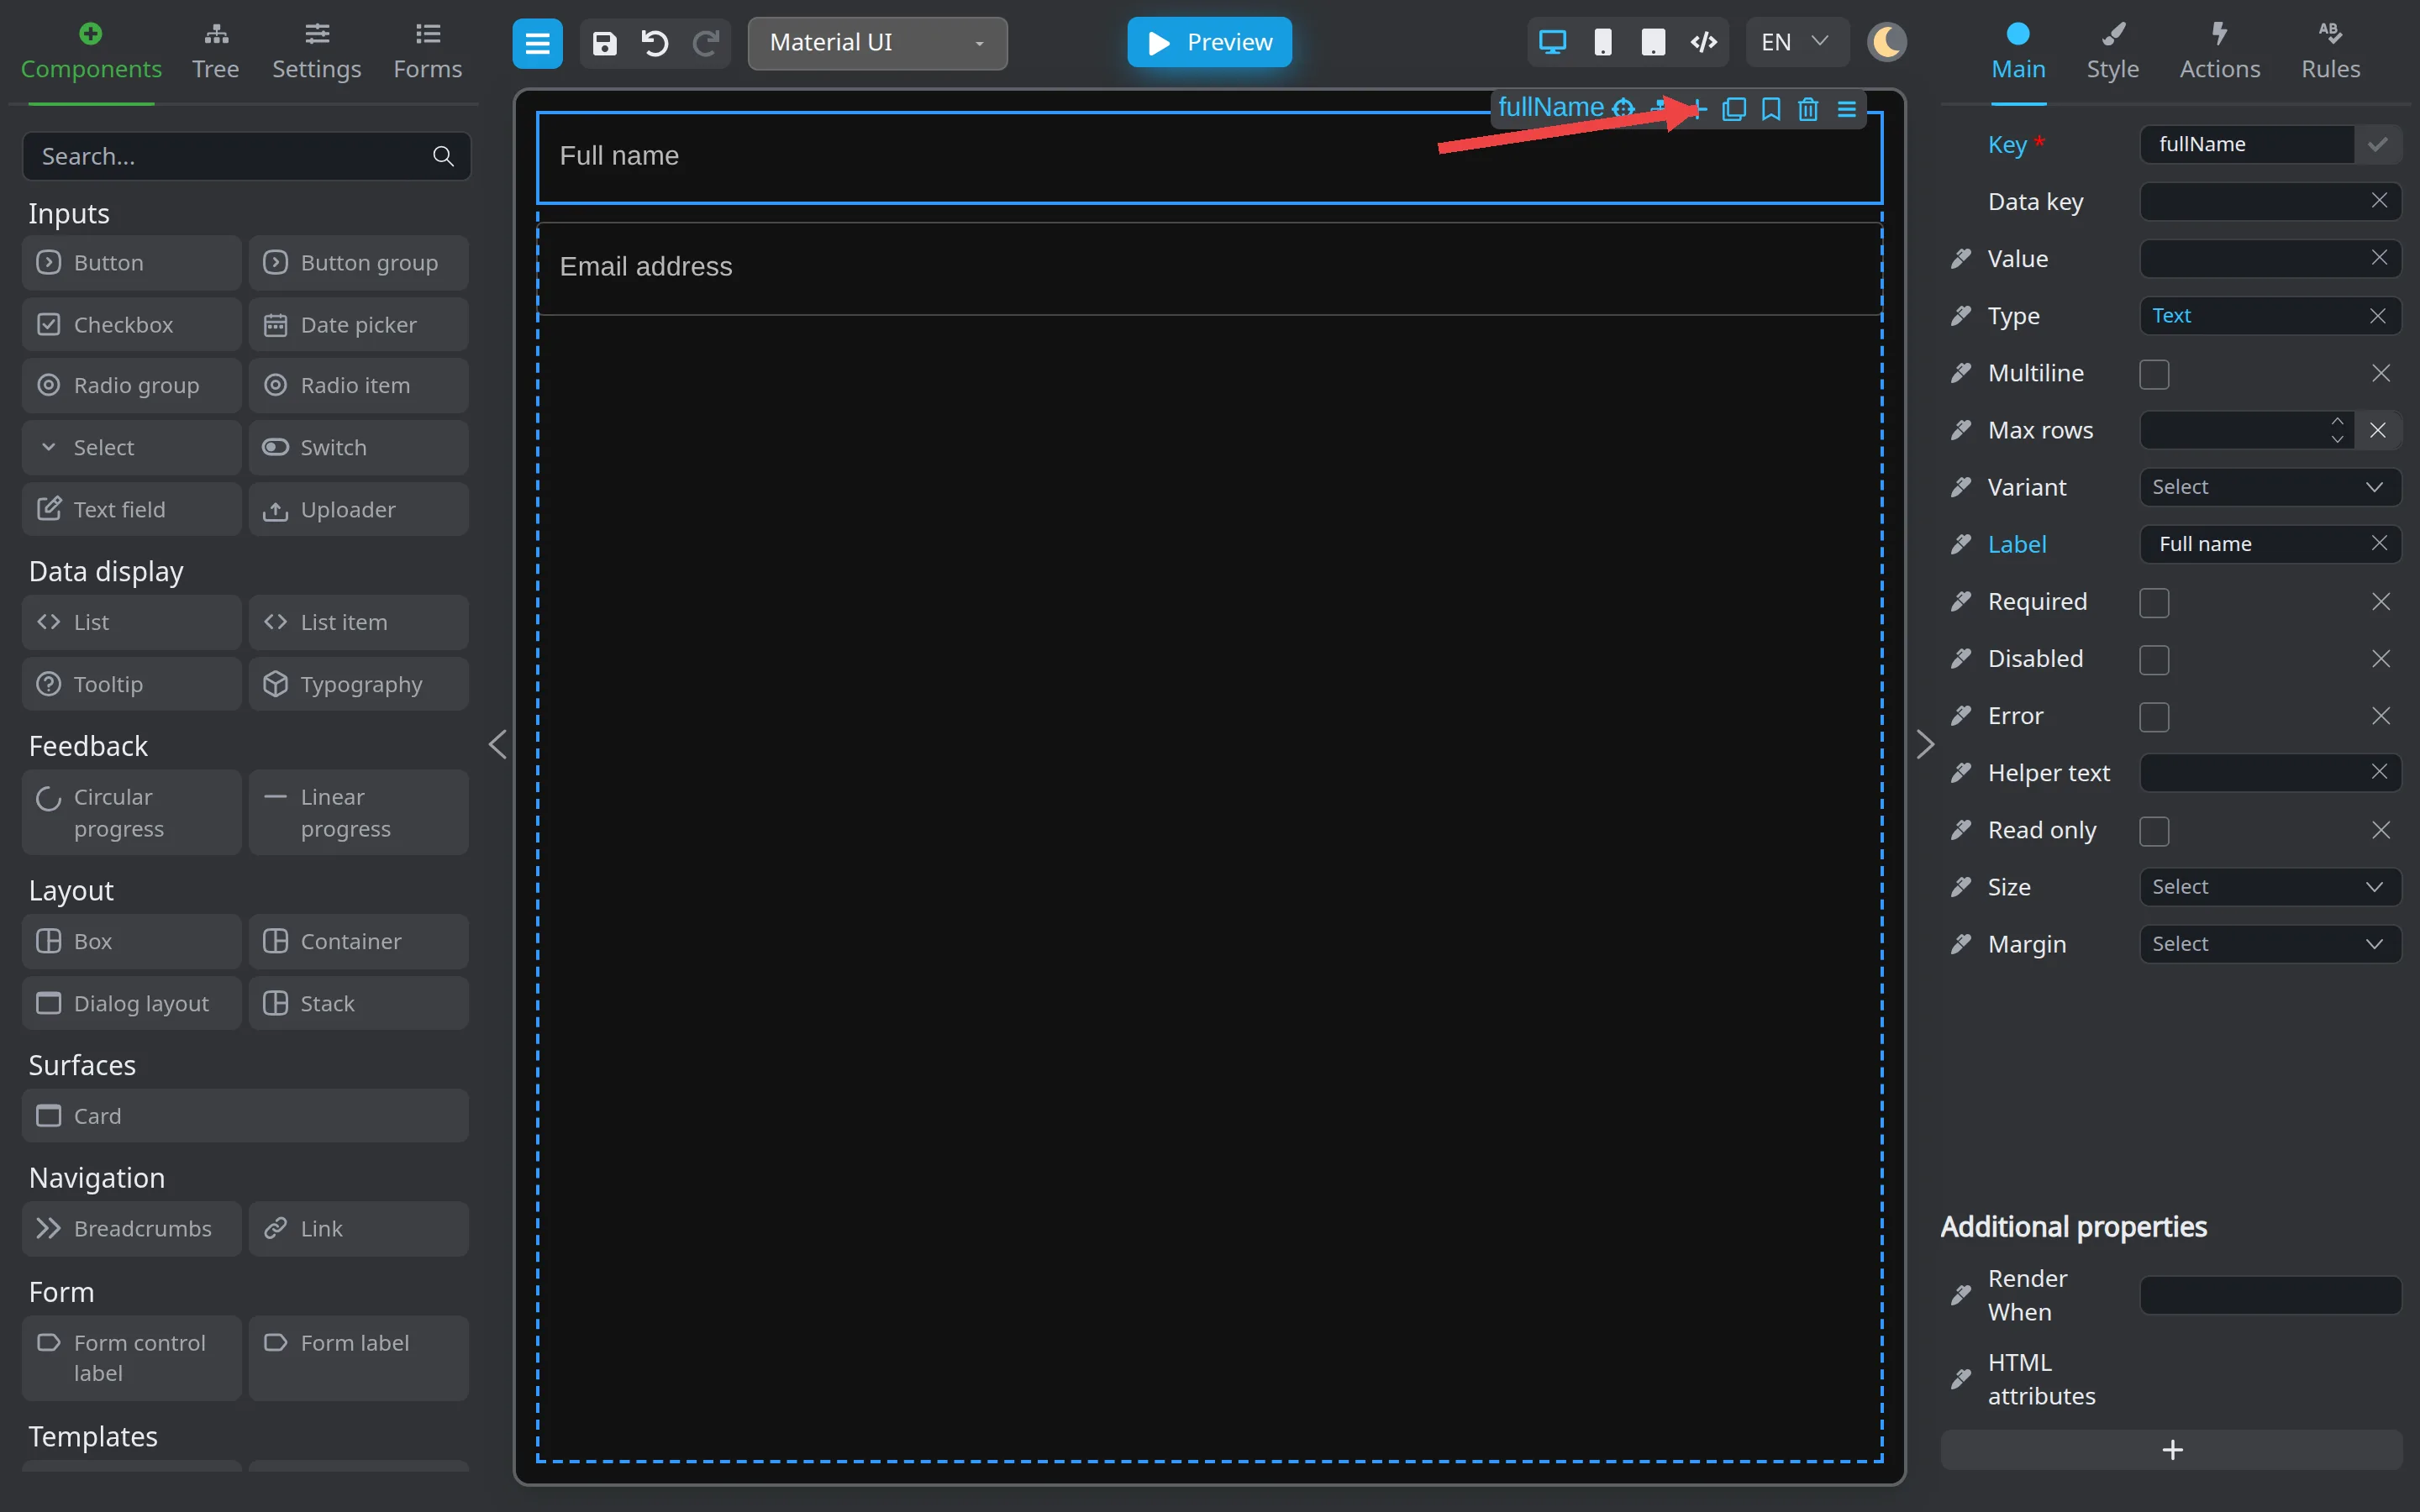 Components
Tree
Settings
Forms
Material UI
Preview
EN
Main
Style
Actions
AB
Rules
Search...
Inputs
Button
Button group
Checkbox
Date picker
Radio group
Radio item
Select
Switch
Text field
Uploader
Data display
List
List item
Tooltip
Typography
Feedback
Circular
progress
Linear
progress
Layout
Box
Container
Dialog layout
Stack
Surfaces
Card
Navigation
Breadcrumbs
Link
Form
Form control
label
Form label
Templates
fullName
Full name
Email address
Key *
fullName
Data key
Value
Type
Text
Multiline
Max rows
Variant
Select
Label
Full name
Required
Disabled
Error
Helper text
Read only
Size
Select
Margin
Select
Additional properties
Render
When
HTML
attributes